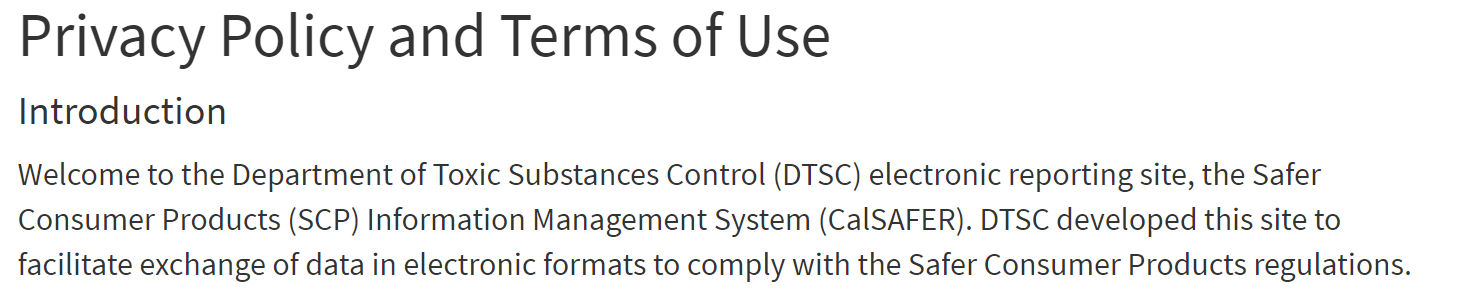 Privacy Policy and Terms of Use
Introduction
Welcome to the Department of Toxic Substances Control (DTSC) electronic reporting site, the Safer
Consumer Products (SCP) Information Management System (CalSAFER). DTSC developed this site to
facilitate exchange of data in electronic formats to comply with the Safer Consumer Products regulations.